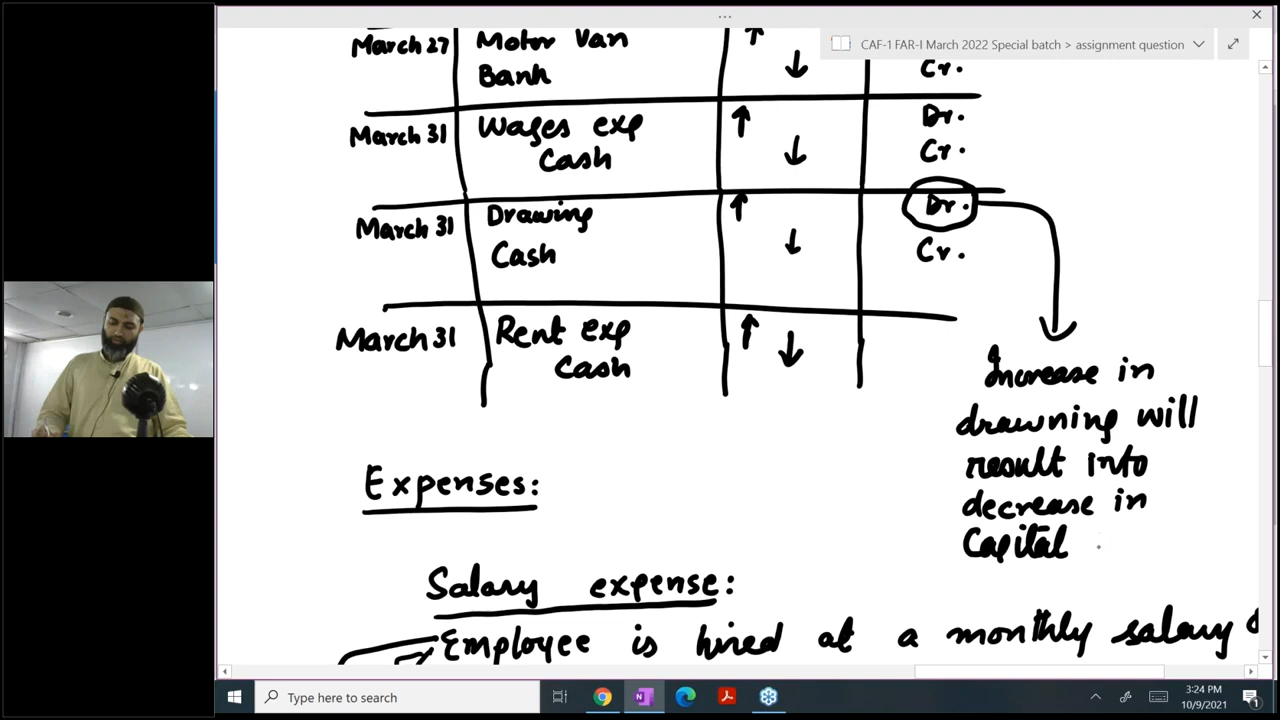 CAF-1 FAR-I March 2022 Special batch > assignment question
March 27 Motor Van
Bank Cr.
March 31 Wages exp Dr.
Cash Cr.
March 31 Drawing Dr.
Cash Cr.
March 31 Rent exp
Cash
Increase in
drawning will
result into
decrease in
Capital
Expenses:
Salary expense:
Employee is hired at a monthly salary
Type here to search
3:24 PM
10/9/2021
1